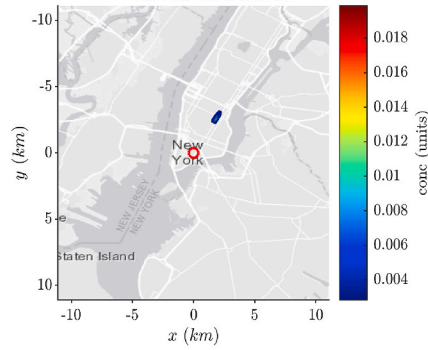 -10
-5
0
5
10
y (km)
-10 -5 0 5 10
x (km)
New
York
NEW JERSEY
NEW YORK
e
Staten Island
0.018
0.016
0.014
0.012
0.010
0.008
0.006
0.004
conc (units)